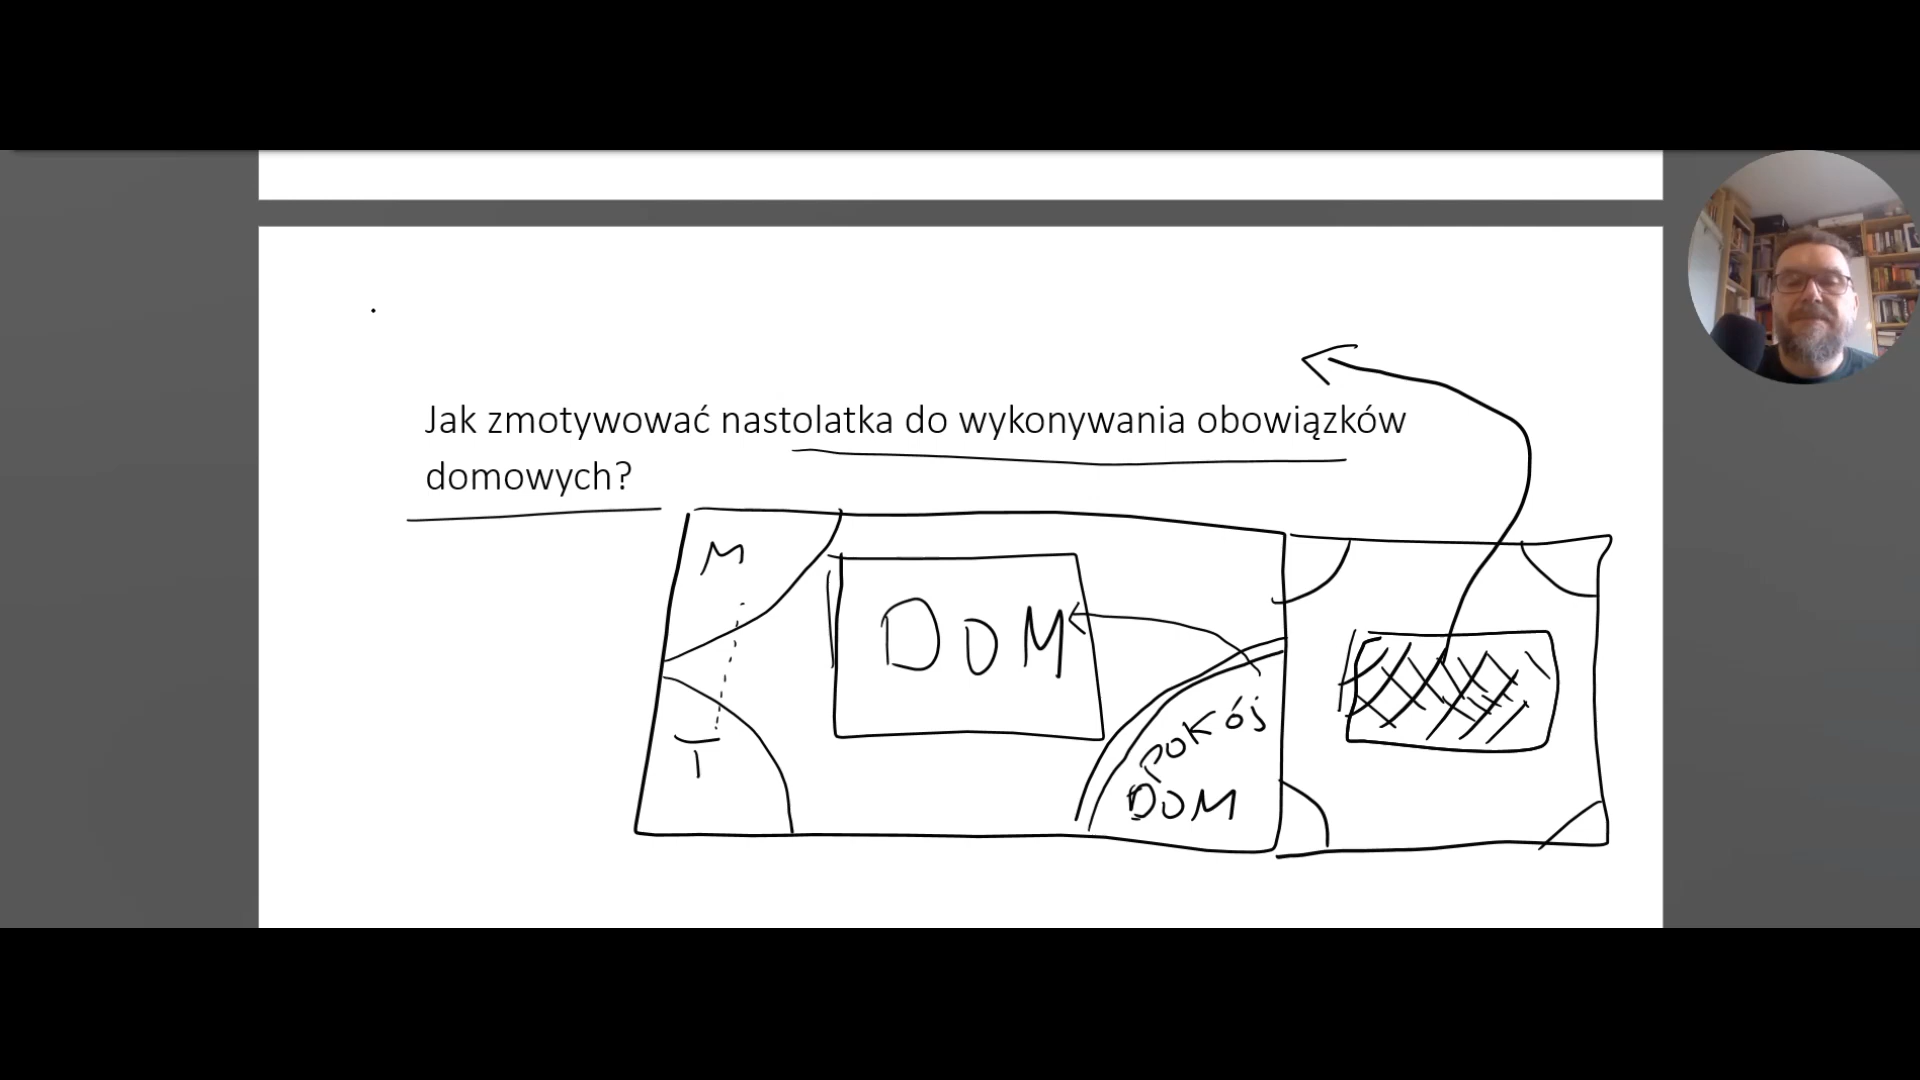 Jak zmotywować nastolatka do wykonywania obowiązków
domowych?
M
DOM
T
POKÓJ
DOM